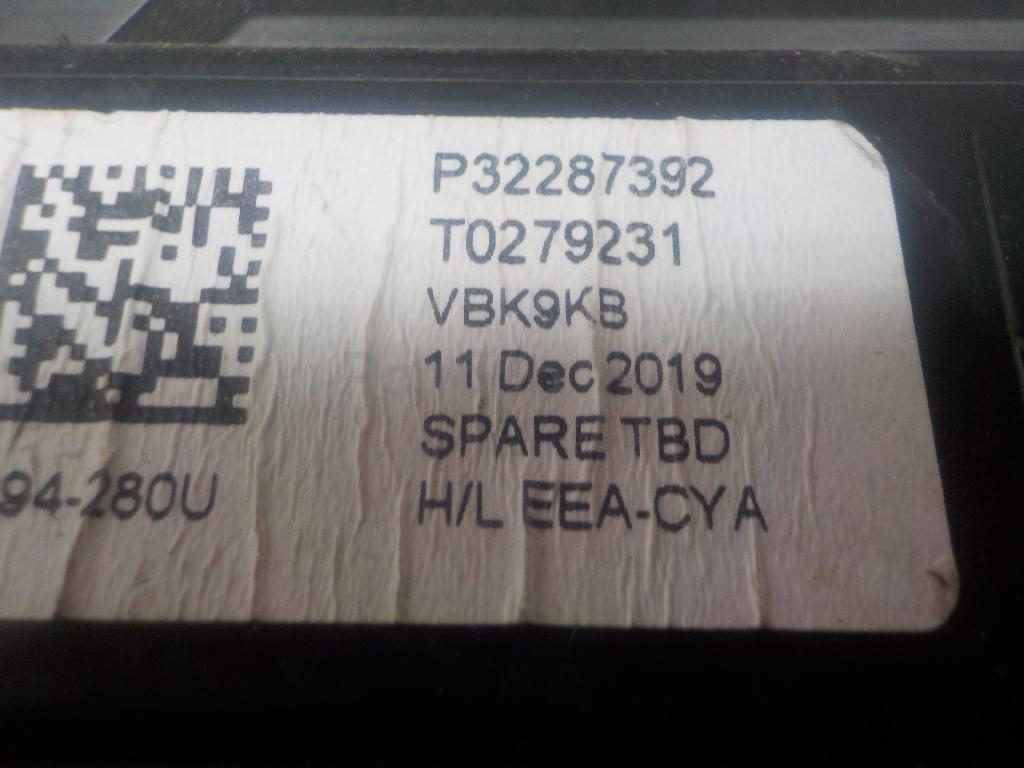 P32287392
T0279231
VBK9KB
11 Dec 2019
SPARE TBD
94-280U
H/L EEA-CYA